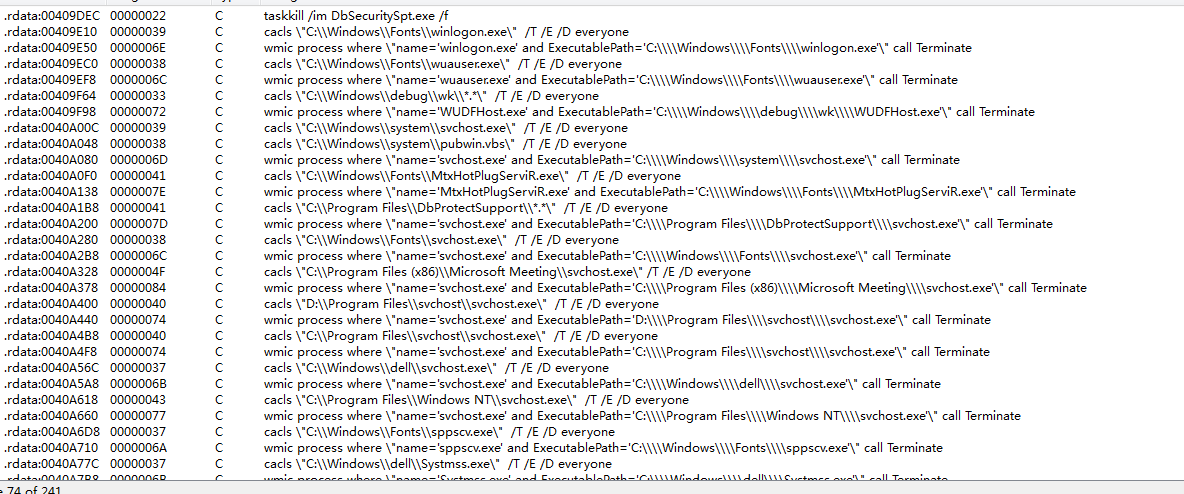 .rdata:00409DEC 00000022 C taskkill /im DbSecuritySpt.exe /f
.rdata:00409E10 00000039 C cacls \"C:\\Windows\\Fonts\\winlogon.exe\" /T /E /D everyone
.rdata:00409E50 0000006E C wmic process where \"name='winlogon.exe' and ExecutablePath='C:\\\\Windows\\\\Fonts\\\\winlogon.exe'\" call Terminate
.rdata:00409EC0 00000038 C cacls \"C:\\Windows\\Fonts\\wuauser.exe\" /T /E /D everyone
.rdata:00409EF8 0000006C C wmic process where \"name='wuauser.exe' and ExecutablePath='C:\\\\Windows\\\\Fonts\\\\wuauser.exe'\" call Terminate
.rdata:00409F64 00000033 C cacls \"C:\\Windows\\debug\\wk\\*.*\" /T /E /D everyone
.rdata:00409F98 00000072 C wmic process where \"name='WUDFHost.exe' and ExecutablePath='C:\\\\Windows\\\\debug\\\\wk\\\\WUDFHost.exe'\" call Terminate
.rdata:0040A00C 00000039 C cacls \"C:\\Windows\\system\\svchost.exe\" /T /E /D everyone
.rdata:0040A048 00000038 C cacls \"C:\\Windows\\system\\pubwin.vbs\" /T /E /D everyone
.rdata:0040A080 0000006D C wmic process where \"name='svchost.exe' and ExecutablePath='C:\\\\Windows\\\\system\\\\svchost.exe'\" call Terminate
.rdata:0040A0F0 00000041 C cacls \"C:\\Windows\\Fonts\\MtxHotPlugServiR.exe\" /T /E /D everyone
.rdata:0040A138 0000007E C wmic process where \"name='MtxHotPlugServiR.exe' and ExecutablePath='C:\\\\Windows\\\\Fonts\\\\MtxHotPlugServiR.exe'\" call Terminate
.rdata:0040A1B8 00000041 C cacls \"C:\\Program Files\\DbProtectSupport\\*.*\" /T /E /D everyone
.rdata:0040A200 0000007D C wmic process where \"name='svchost.exe' and ExecutablePath='C:\\\\Program Files\\\\DbProtectSupport\\\\svchost.exe'\" call Terminate
.rdata:0040A280 00000038 C cacls \"C:\\Windows\\Fonts\\svchost.exe\" /T /E /D everyone
.rdata:0040A2B8 0000006C C wmic process where \"name='svchost.exe' and ExecutablePath='C:\\\\Windows\\\\Fonts\\\\svchost.exe'\" call Terminate
.rdata:0040A328 0000004F C cacls \"C:\\Program Files (x86)\\Microsoft Meeting\\svchost.exe\" /T /E /D everyone
.rdata:0040A378 00000084 C wmic process where \"name='svchost.exe' and ExecutablePath='C:\\\\Program Files (x86)\\\\Microsoft Meeting\\\\svchost.exe'\" call Terminate
.rdata:0040A400 00000040 C cacls \"D:\\Program Files\\svchost\\svchost.exe\" /T /E /D everyone
.rdata:0040A440 00000074 C wmic process where \"name='svchost.exe' and ExecutablePath='D:\\\\Program Files\\\\svchost\\\\svchost.exe'\" call Terminate
.rdata:0040A4B8 00000040 C cacls \"C:\\Program Files\\svchost\\svchost.exe\" /T /E /D everyone
.rdata:0040A4F8 00000074 C wmic process where \"name='svchost.exe' and ExecutablePath='C:\\\\Program Files\\\\svchost\\\\svchost.exe'\" call Terminate
.rdata:0040A56C 00000037 C cacls \"C:\\Windows\\dell\\svchost.exe\" /T /E /D everyone
.rdata:0040A5A8 0000006B C wmic process where \"name='svchost.exe' and ExecutablePath='C:\\\\Windows\\\\dell\\\\svchost.exe'\" call Terminate
.rdata:0040A618 00000043 C cacls \"C:\\Program Files\\Windows NT\\svchost.exe\" /T /E /D everyone
.rdata:0040A660 00000077 C wmic process where \"name='svchost.exe' and ExecutablePath='C:\\\\Program Files\\\\Windows NT\\\\svchost.exe'\" call Terminate
.rdata:0040A6D8 00000037 C cacls \"C:\\Windows\\Fonts\\sppscv.exe\" /T /E /D everyone
.rdata:0040A710 0000006A C wmic process where \"name='sppscv.exe' and ExecutablePath='C:\\\\Windows\\\\Fonts\\\\sppscv.exe'\" call Terminate
.rdata:0040A77C 00000037 C cacls \"C:\\Windows\\dell\\Systmss.exe\" /T /E /D everyone
.rdata:0040A7B8 0000006B C wmic process where \"name='Systmss.exe' and ExecutablePath='C:\\\\Windows\\\\dell\\\\Systmss.exe'\" call Terminate
74 of 241